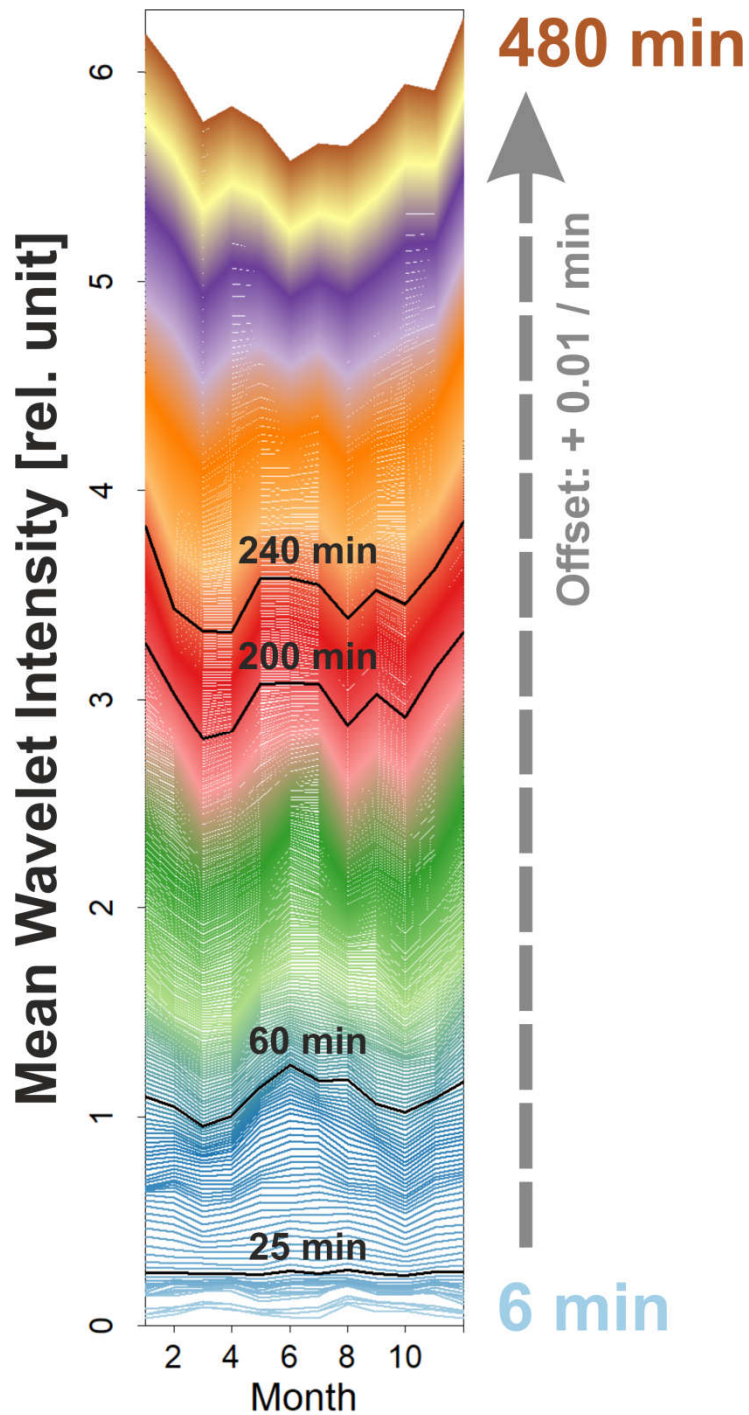 480 min
6
5
4
3
2
1
0
Mean Wavelet Intensity [rel. unit]
Offset: + 0.01 / min
240 min
200 min
60 min
25 min
6 min
2 4 6 8 10
Month